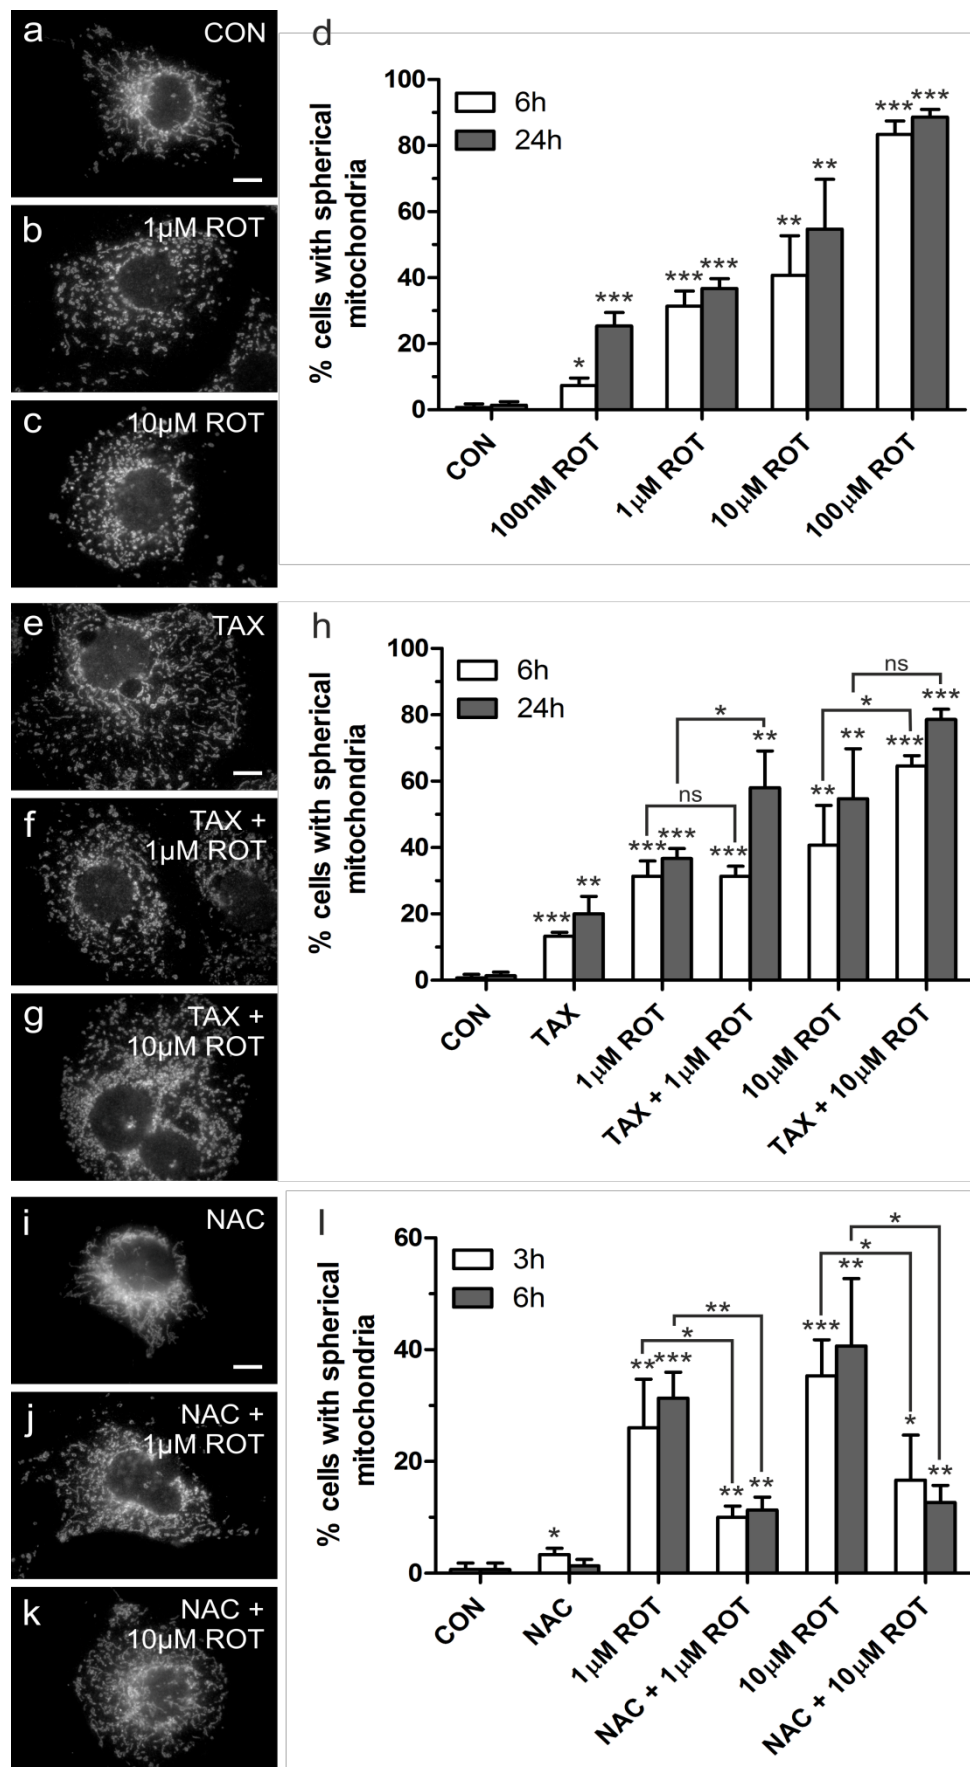 a
CON
b
1µM ROT
c
10µM ROT
d
% cells with spherical
mitochondria
100
80
60
40
20
0
6h
24h
*
***
***
***
**
**
***
***
CON
100nM ROT
1µM ROT
10µM ROT
100µM ROT
e
TAX
f
TAX +
1µM ROT
g
TAX +
10µM ROT
h
% cells with spherical
mitochondria
100
80
60
40
20
0
6h
24h
ns
*
***
*
**
**
***
ns
***
***
***
**
***
**
CON
TAX
1µM ROT
TAX + 1µM ROT
10µM ROT
TAX + 10µM ROT
i
NAC
j
NAC +
1µM ROT
k
NAC +
10µM ROT
l
% cells with spherical
mitochondria
60
40
20
0
3h
6h
*
*
**
**
*
***
**
***
*
**
**
**
*
CON
NAC
1µM ROT
NAC + 1µM ROT
10µM ROT
NAC + 10µM ROT